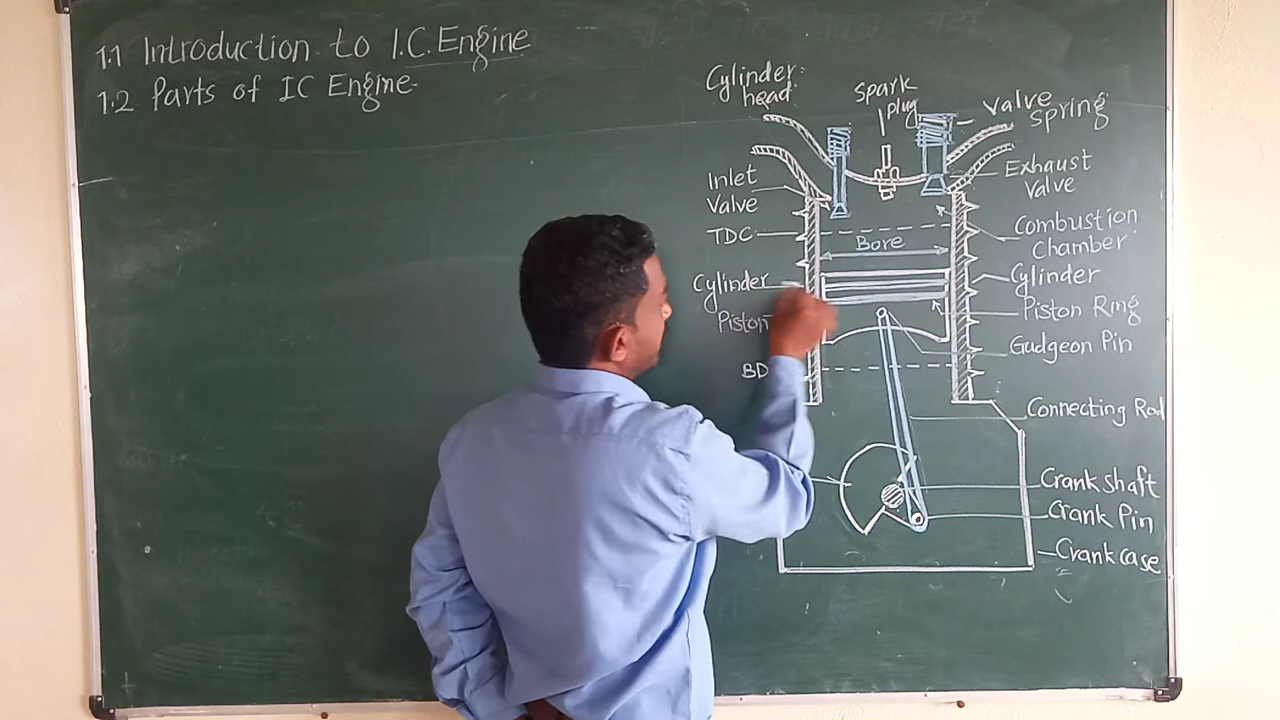 1.1 Introduction to I.C. Engine
1.2 Parts of IC Engine
Cylinder
head
Spark
plug
Valve
Spring
Inlet
Valve
Exhaust
Valve
TDC
Bore
Combustion
Chamber
Cylinder
Cylinder
Piston
Piston Ring
Gudgeon Pin
BD
Connecting Rod
Crank shaft
Crank Pin
Crank case